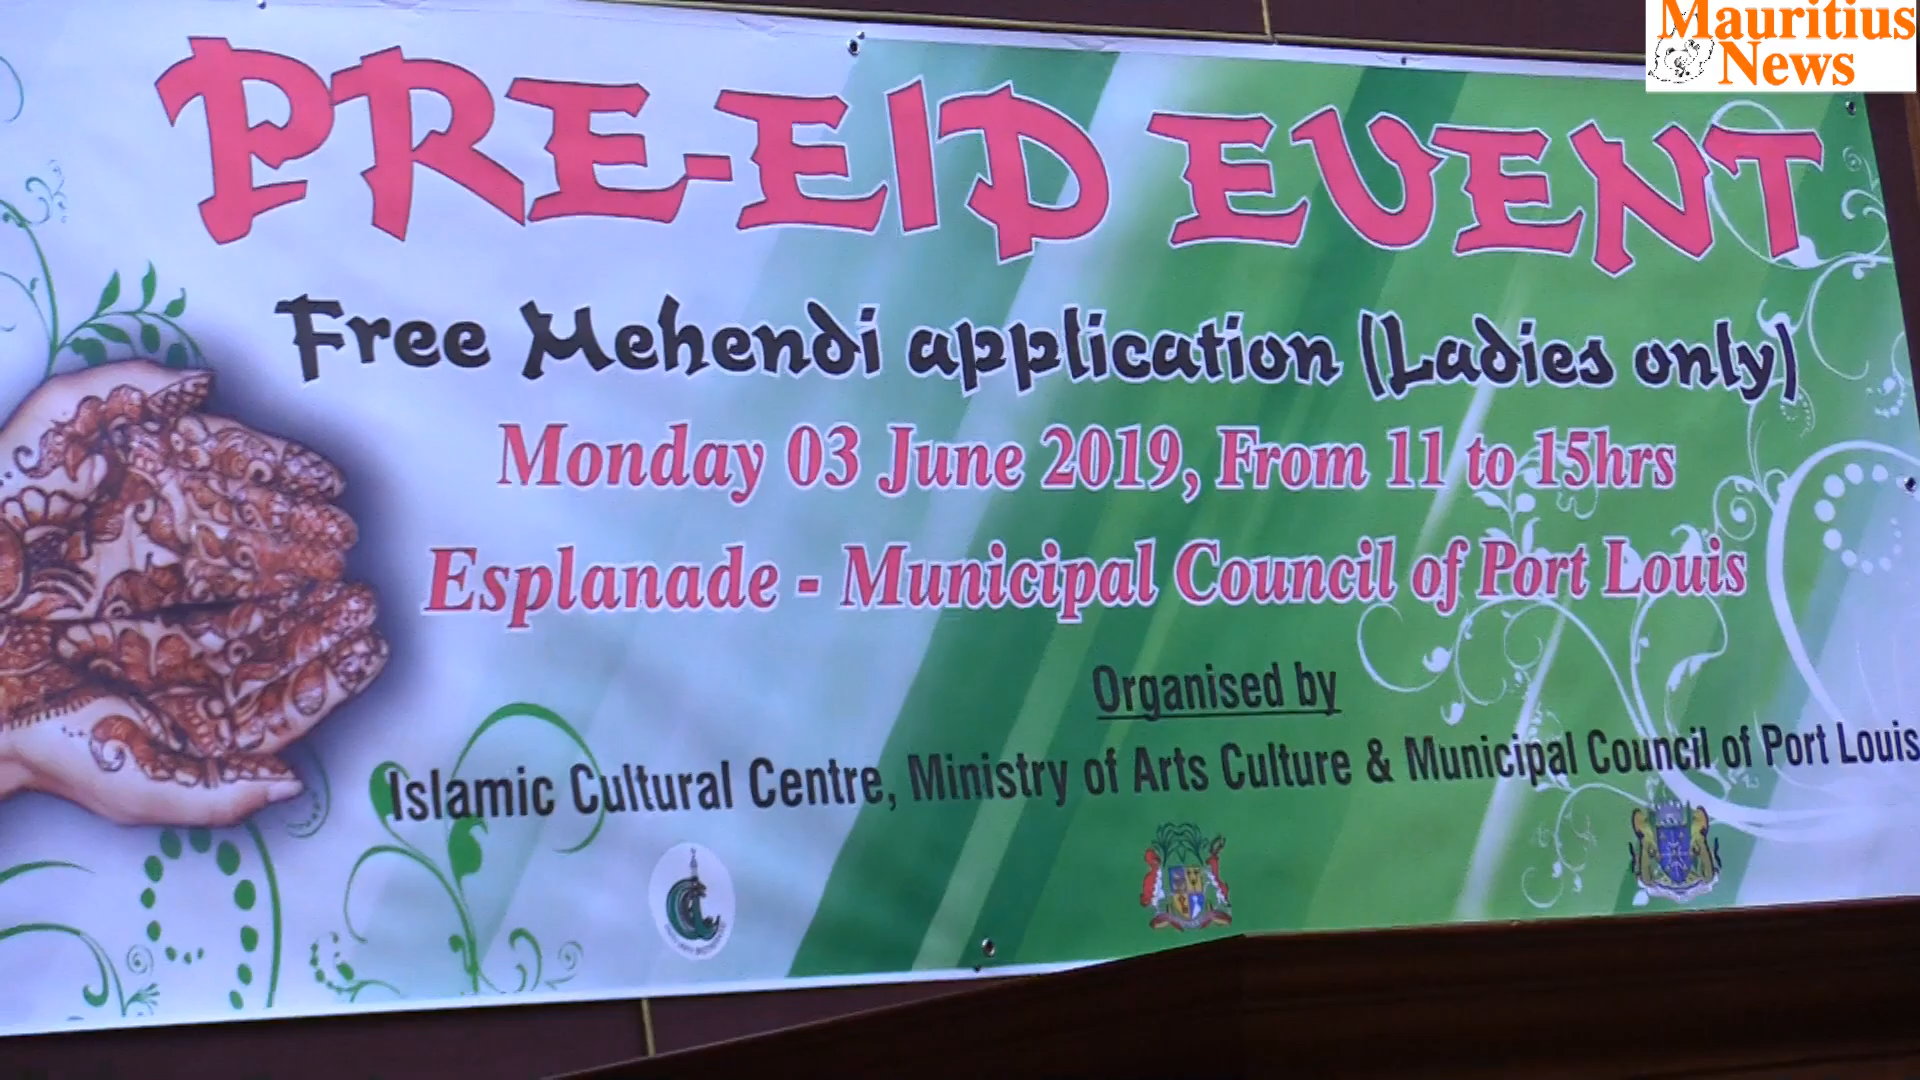 Mauritius
News
PRE-EID EVENT
Free Mehendi application (Ladies only)
Monday 03 June 2019, From 11 to 15hrs
Esplanade - Municipal Council of Port Louis
Organised by
Islamic Cultural Centre, Ministry of Arts Culture & Municipal Council of Port Louis